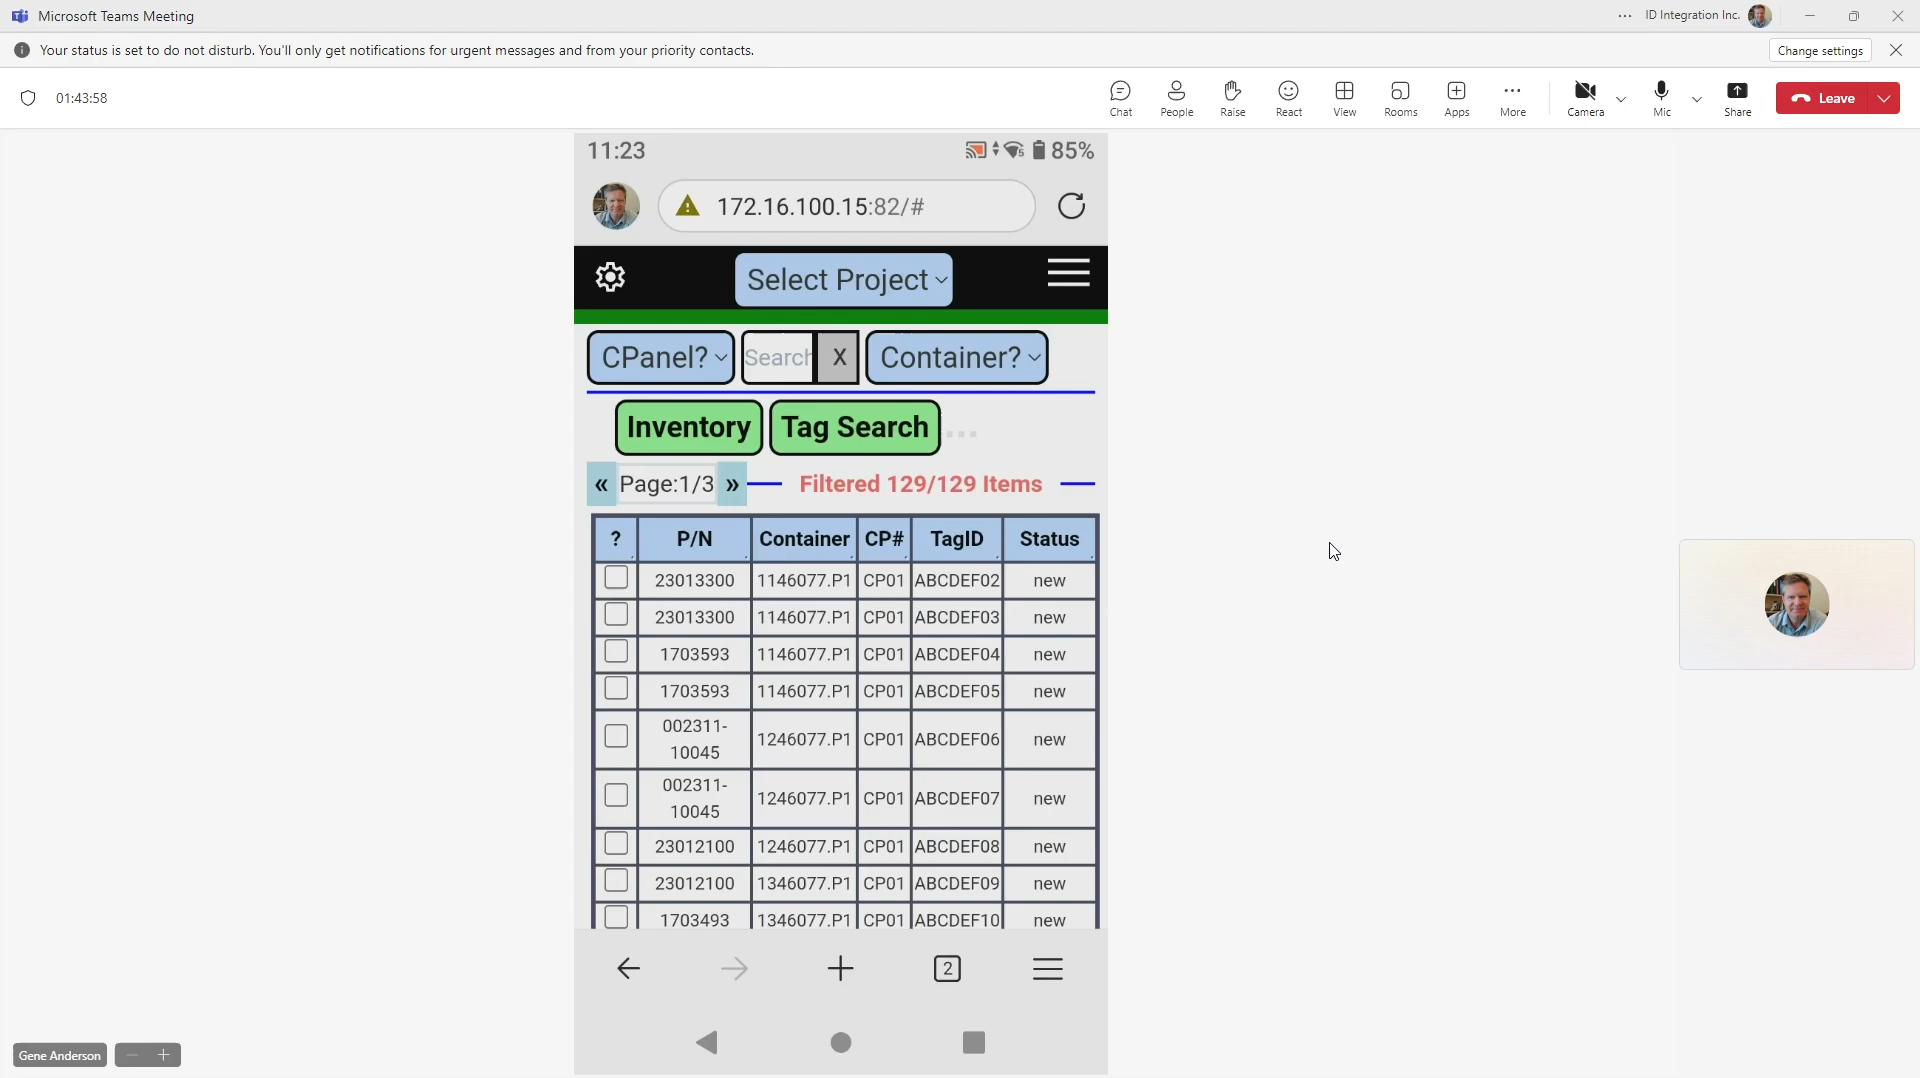 Microsoft Teams Meeting
... ID Integration Inc.
Your status is set to do not disturb. You'll only get notifications for urgent messages and from your priority contacts.
Change settings
01:43:58
Chat People Raise React View Rooms Apps More Camera Mic Share Leave
11:23 85%
172.16.100.15:82/#
Select Project
CPanel? Search X Container?
Inventory Tag Search ...
« Page:1/3 » Filtered 129/129 Items
? P/N Container CP# TagID Status
23013300 1146077.P1 CP01 ABCDEF02 new
23013300 1146077.P1 CP01 ABCDEF03 new
1703593 1146077.P1 CP01 ABCDEF04 new
1703593 1146077.P1 CP01 ABCDEF05 new
002311-
10045 1246077.P1 CP01 ABCDEF06 new
002311-
10045 1246077.P1 CP01 ABCDEF07 new
23012100 1246077.P1 CP01 ABCDEF08 new
23012100 1346077.P1 CP01 ABCDEF09 new
1703493 1346077.P1 CP01 ABCDEF10 new
2
Gene Anderson